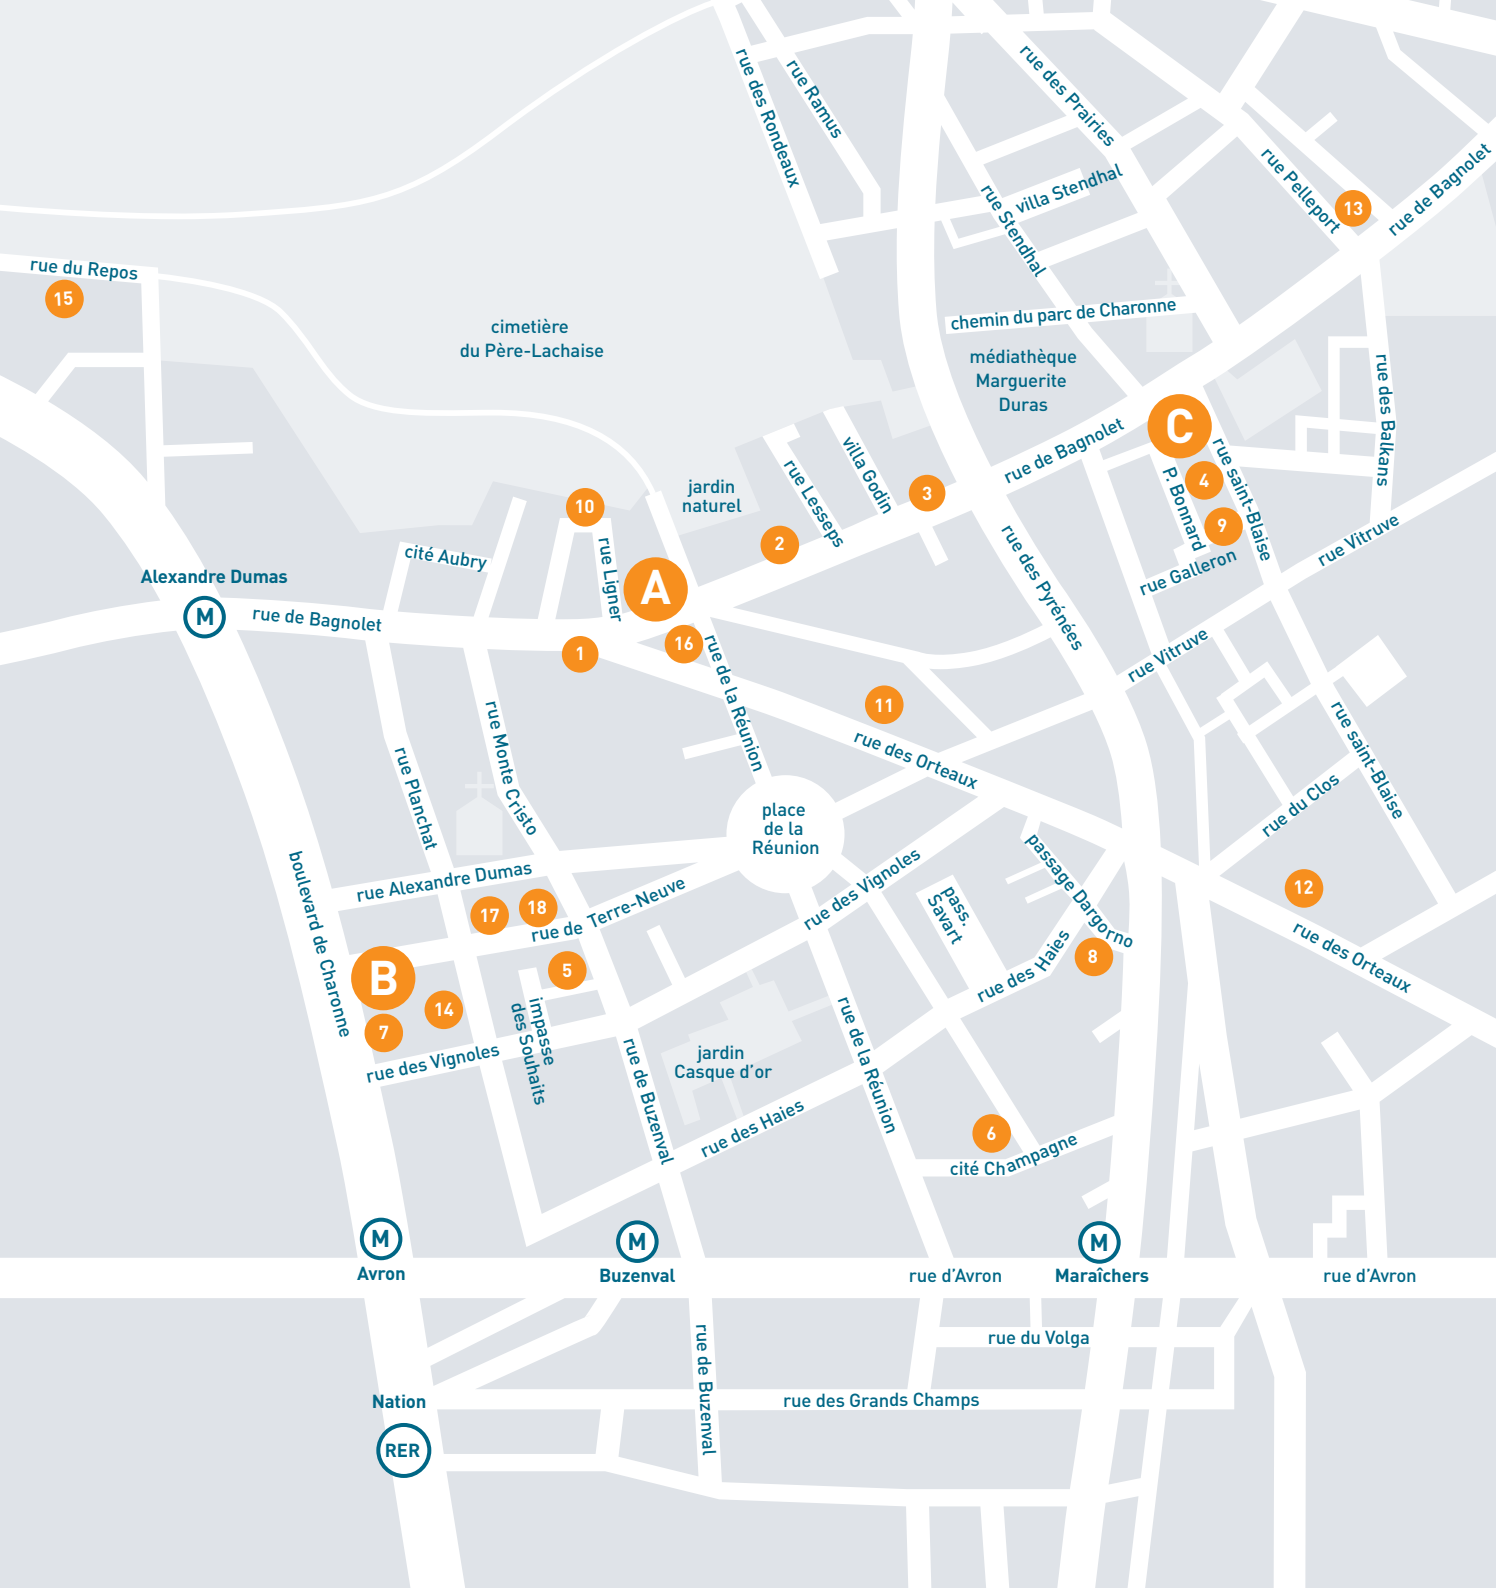 rue des Rondeaux
rue Ramus
rue des Prairies
rue Pelleport
13
rue de Bagnolet
villa Stendhal
rue Stendhal
rue du Repos
15
cimetière
du Père-Lachaise
chemin du parc de Charonne
médiathèque
Marguerite
Duras
rue des Balkans
rue de Bagnolet
C
4
P. Bonnard
rue saint-Blaise
9
rue Galleron
rue Vitruve
villa Godin
rue Lesseps
3
2
jardin
naturel
10
cité Aubry
rue Ligner
A
Alexandre Dumas
M
rue de Bagnolet
1
16
rue de la Réunion
rue des Pyrénées
rue Vitruve
11
rue des Orteaux
rue Monte Cristo
rue Planchat
place
de la
Réunion
rue saint-Blaise
rue du Clos
12
rue des Orteaux
passage Dargorno
8
rue des Haies
pass.
Savart
rue des Vignoles
rue Alexandre Dumas
17
18
rue de Terre-Neuve
5
boulevard de Charonne
B
14
7
rue des Vignoles
impasse
des Souhaits
jardin
Casque d’or
rue de Buzenval
rue des Haies
rue de la Réunion
6
cité Champagne
M
Avron
M
Buzenval
rue d’Avron
M
Maraîchers
rue d’Avron
rue du Volga
rue de Buzenval
rue des Grands Champs
Nation
RER